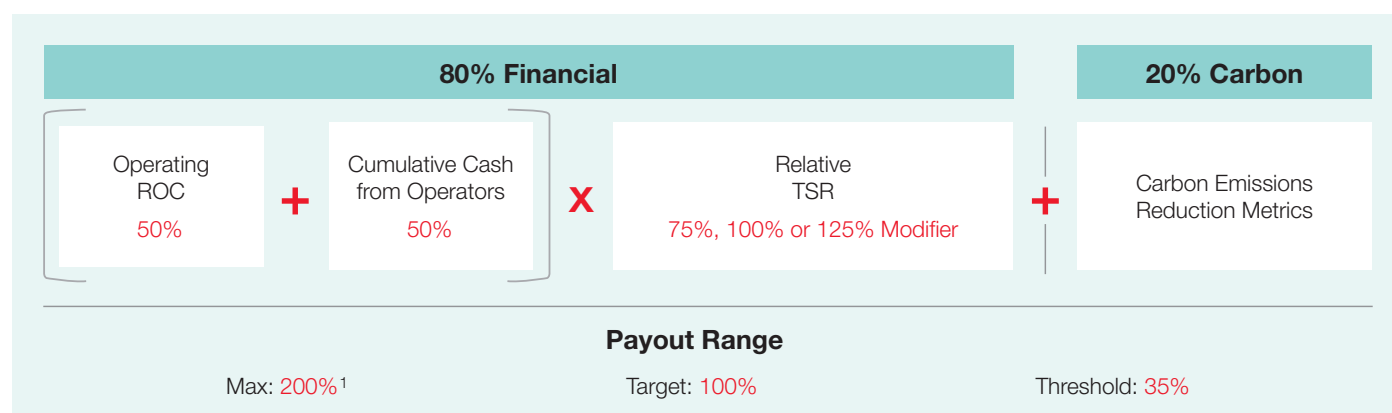 80% Financial
20% Carbon
Operating
ROC
50%
+
Cumulative Cash
from Operators
50%
X
Relative
TSR
75%, 100% or 125% Modifier
+
Carbon Emissions
Reduction Metrics
Payout Range
Max: 200%¹
Target: 100%
Threshold: 35%